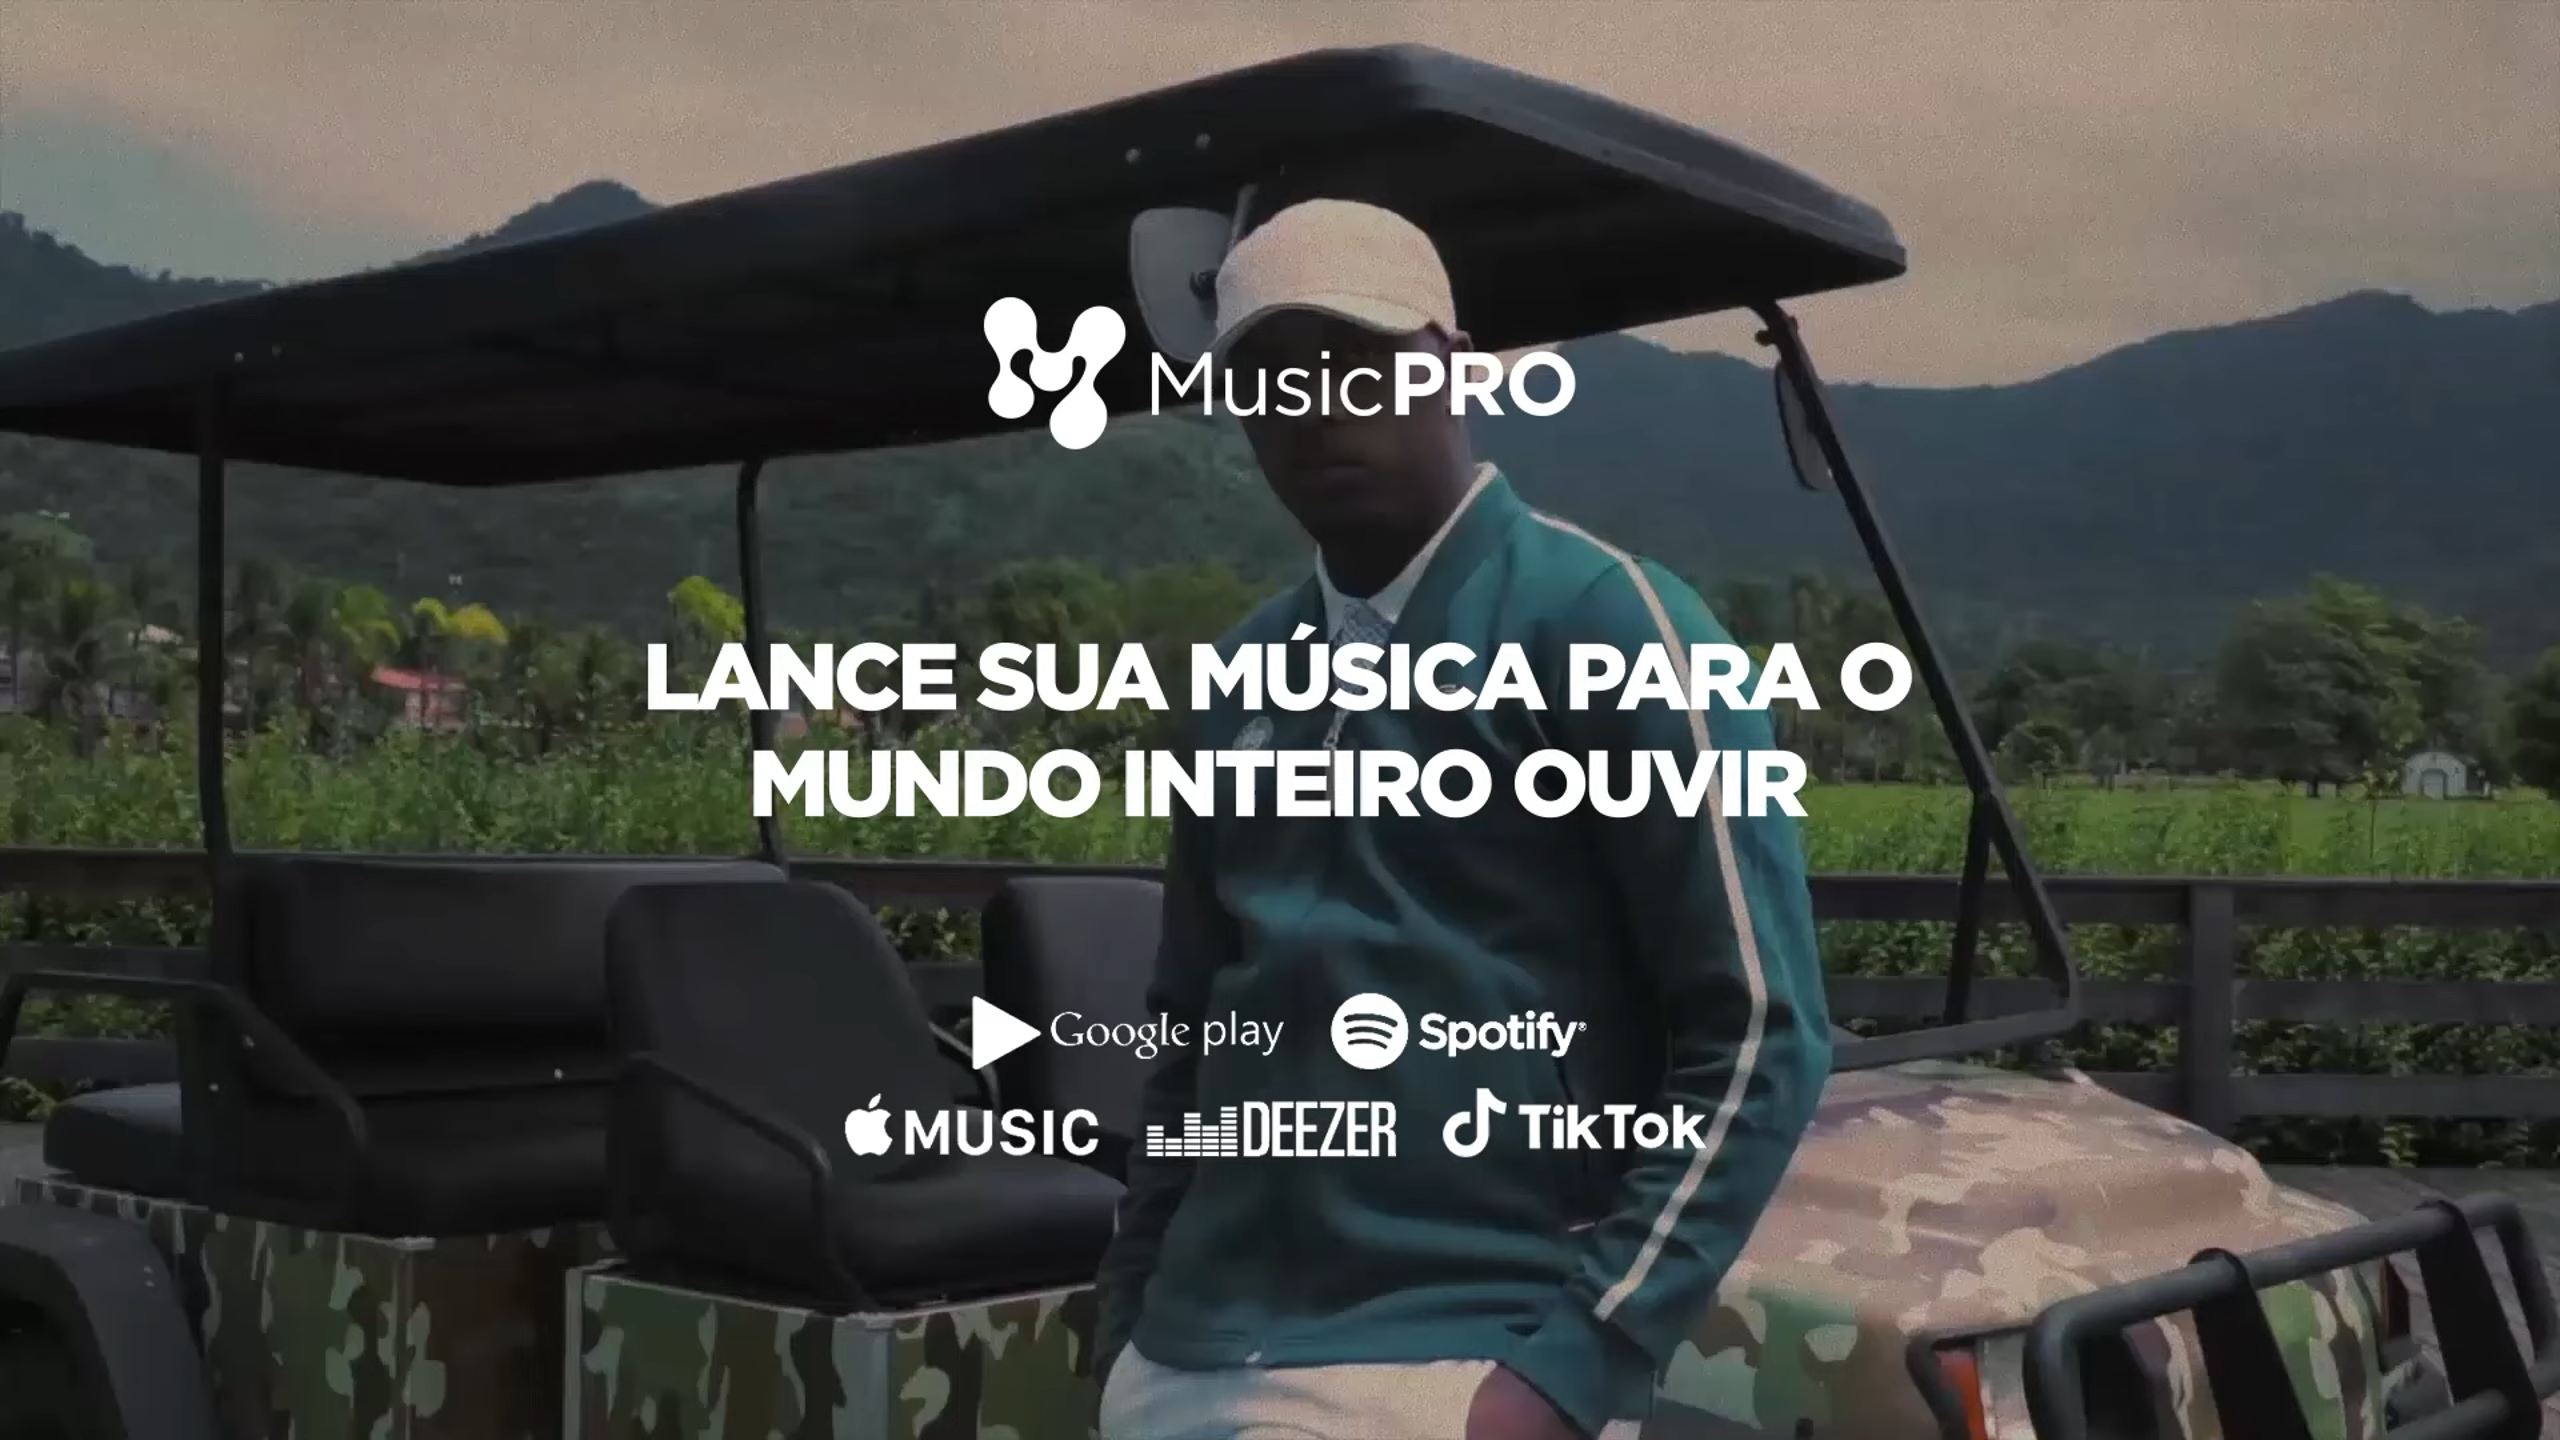 MusicPRO
LANCE SUA MÚSICA PARA O
MUNDO INTEIRO OUVIR
Google play Spotify®
MUSIC DEEZER TikTok